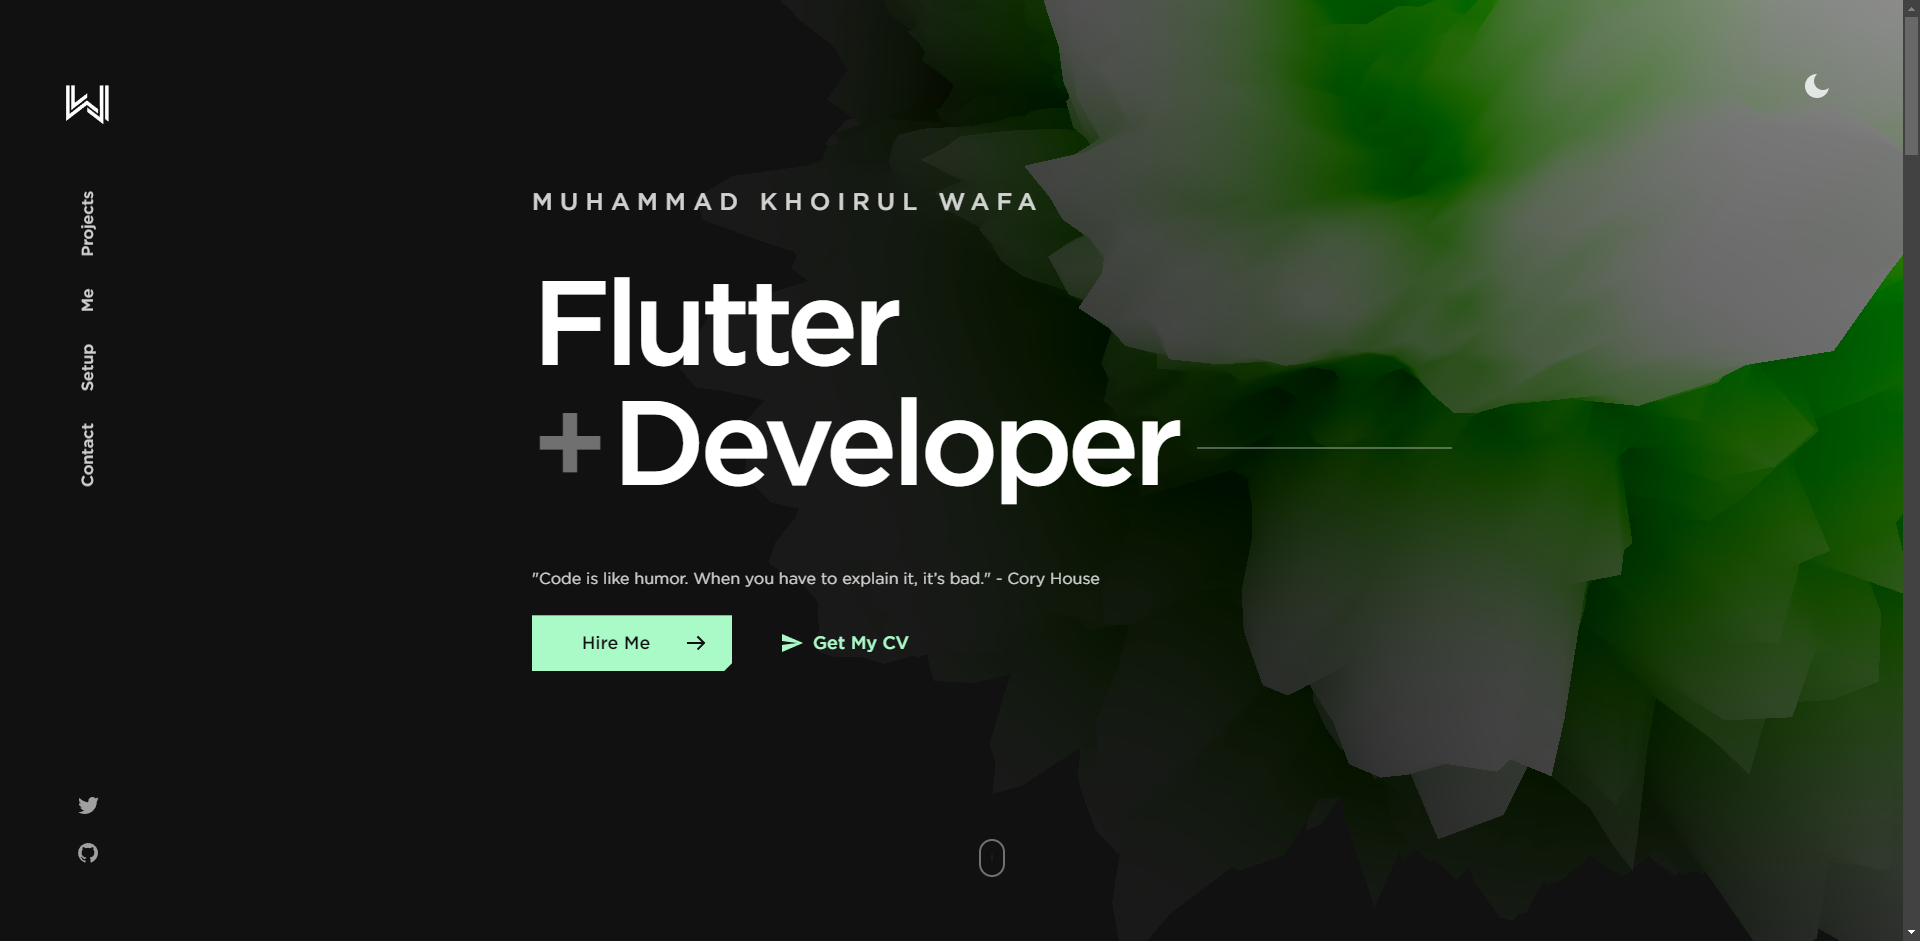 Projects
Me
Setup
Contact
MUHAMMAD KHOIRUL WAFA
Flutter
+Developer
"Code is like humor. When you have to explain it, it’s bad." - Cory House
Hire Me
Get My CV